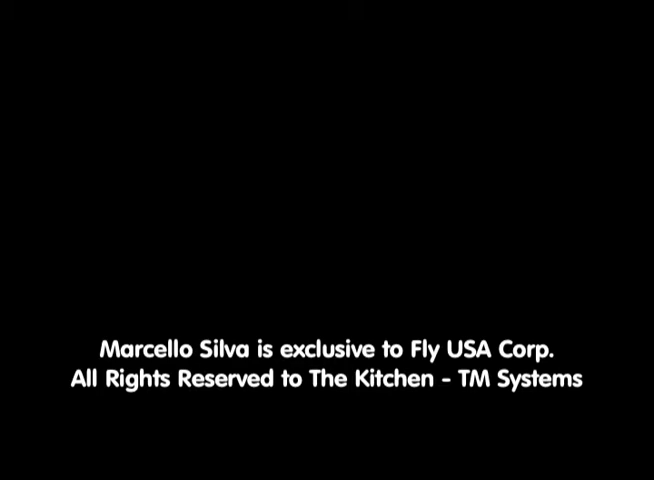 Marcello Silva is exclusive to Fly USA Corp.
All Rights Reserved to The Kitchen - TM Systems